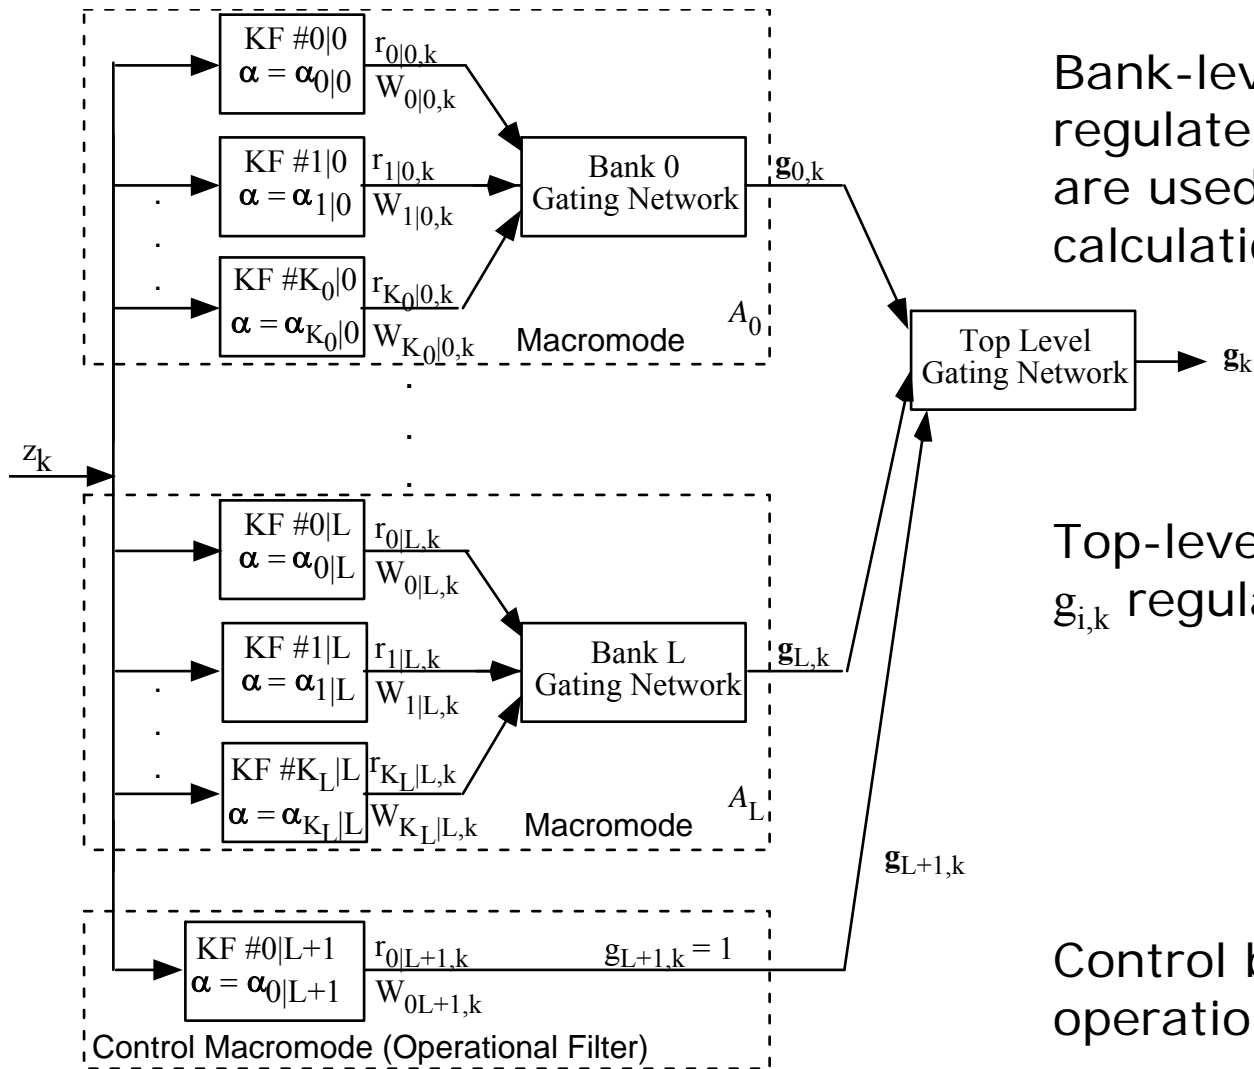 KF #0|0
α = α0|0
r0|0,k
W0|0,k
KF #1|0
α = α1|0
r1|0,k
W1|0,k
KF #K0|0
α = αK0|0
rK0|0,k
WK0|0,k
Bank 0
Gating Network
g0,k
Macromode
A0
Top Level
Gating Network
gk
zk
KF #0|L
α = α0|L
r0|L,k
W0|L,k
KF #1|L
α = α1|L
r1|L,k
W1|L,k
KF #KL|L
α = αKL|L
rKL|L,k
WKL|L,k
Bank L
Gating Network
gL,k
Macromode
AL
gL+1,k
KF #0|L+1
α = α0|L+1
r0|L+1,k
W0L+1,k
gL+1,k = 1
Control Macromode (Operational Filter)
Bank-lev
regulate
are used
calculati
Top-leve
gi,k regula
Control b
operatio